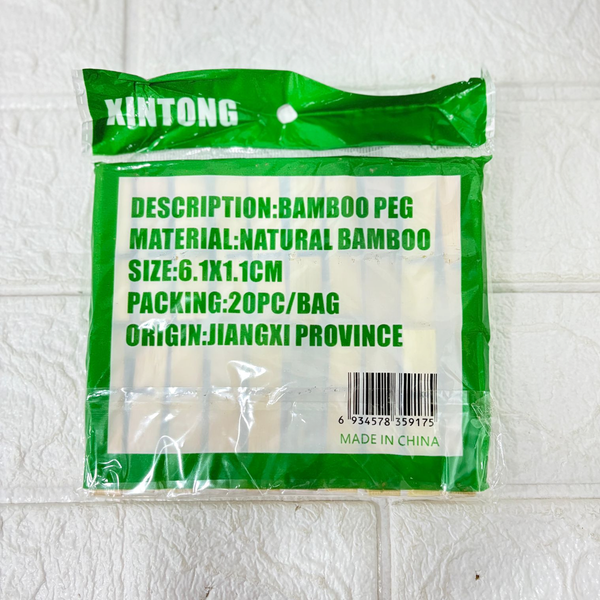 XINTONG
DESCRIPTION:BAMBOO PEG
MATERIAL:NATURAL BAMBOO
SIZE:6.1X1.1CM
PACKING:20PC/BAG
ORIGIN:JIANGXI PROVINCE
6 934578 359175
MADE IN CHINA